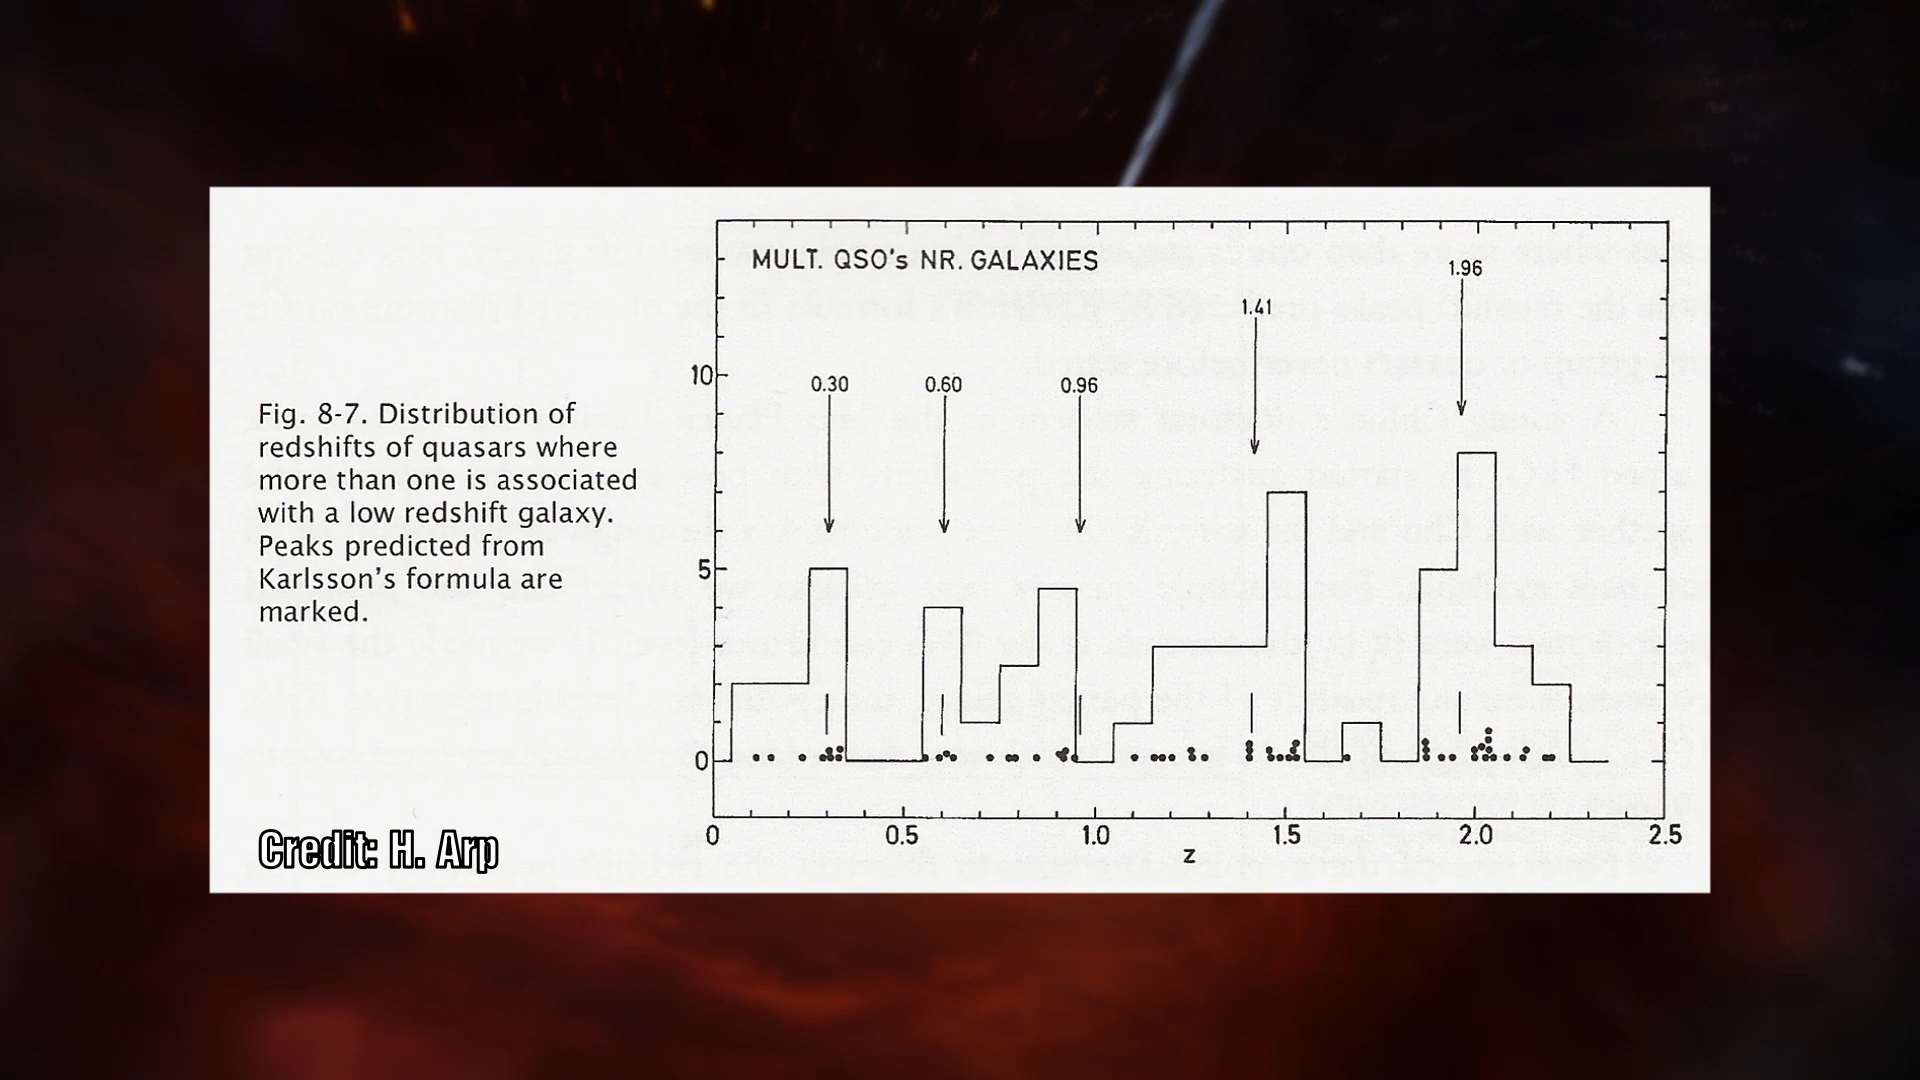 MULT. QSO's NR. GALAXIES
1.96
1.41
10
0.30
0.60
0.96
5
0
0
0.5
1.0
1.5
2.0
2.5
z
Fig. 8-7. Distribution of
redshifts of quasars where
more than one is associated
with a low redshift galaxy.
Peaks predicted from
Karlsson's formula are
marked.
Credit: H. Arp